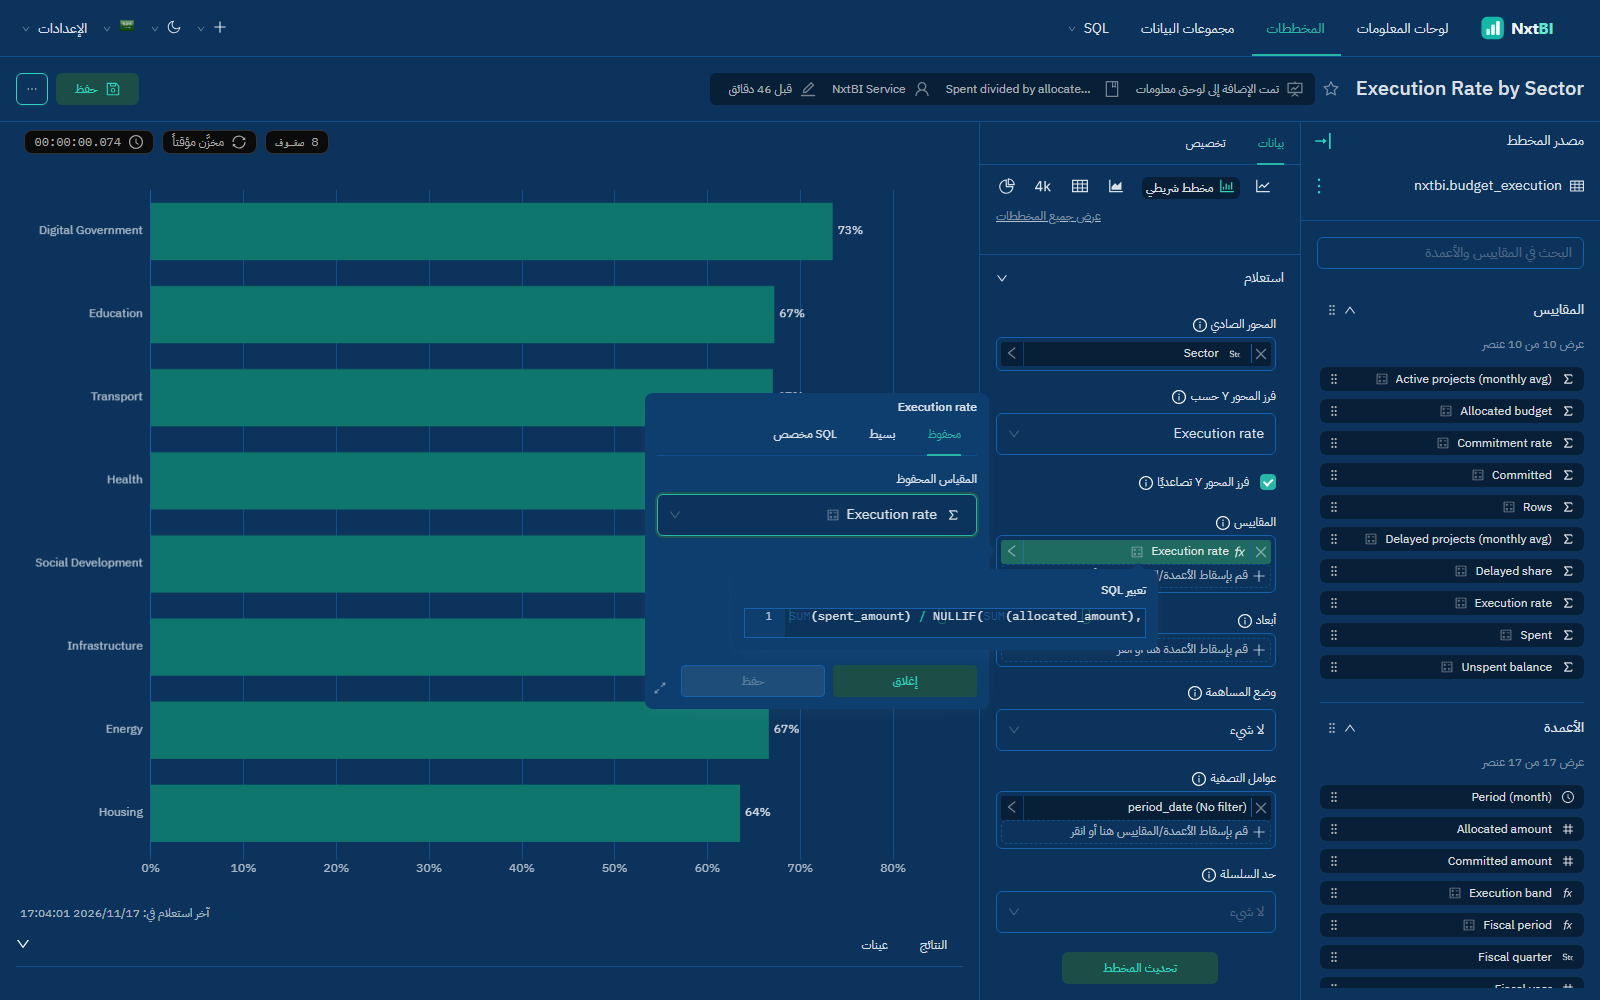 NxtBI
لوحات المعلومات
المخططات
مجموعات البيانات
SQL
الإعدادات
Execution Rate by Sector
تمت الإضافة إلى لوحتي معلومات
Spent divided by allocate...
NxtBI Service
قبل 46 دقائق
حفظ
...
مصدر المخطط
nxtbi.budget_execution
البحث في المقاييس والأعمدة
المقاييس
عرض 10 من 10 عنصر
Active projects (monthly avg)
Allocated budget
Commitment rate
Committed
Rows
Delayed projects (monthly avg)
Delayed share
Execution rate
Spent
Unspent balance
الأعمدة
عرض 17 من 17 عنصر
Period (month)
Allocated amount
Committed amount
Execution band
Fiscal period
Fiscal quarter
بيانات
تخصيص
مخطط شريطي
4k
عرض جميع المخططات
استعلام
المحور الصادي
Sector
فرز المحور Y حسب
Execution rate
فرز المحور Y تصاعديًا
المقاييس
Execution rate
قم بإسقاط الأعمدة/
أبعاد
قم بإسقاط الأعمدة هنا أو انقر
وضع المساهمة
لا شيء
عوامل التصفية
period_date (No filter)
قم بإسقاط الأعمدة/المقاييس هنا أو انقر
حد السلسلة
لا شيء
تحديث المخطط
Execution rate
محفوظ
بسيط
SQL مخصص
المقياس المحفوظ
Execution rate
تعبير SQL
1 SUM(spent_amount) / NULLIF(SUM(allocated_amount),
إغلاق
حفظ
8 صفوف
مخزّن مؤقتاً
00:00:00.074
Digital Government 73%
Education 67%
Transport
Health
Social Development
Infrastructure
Energy 67%
Housing 64%
0% 10% 20% 30% 40% 50% 60% 70% 80%
آخر استعلام في: 2026/11/17 17:04:01
النتائج
عينات